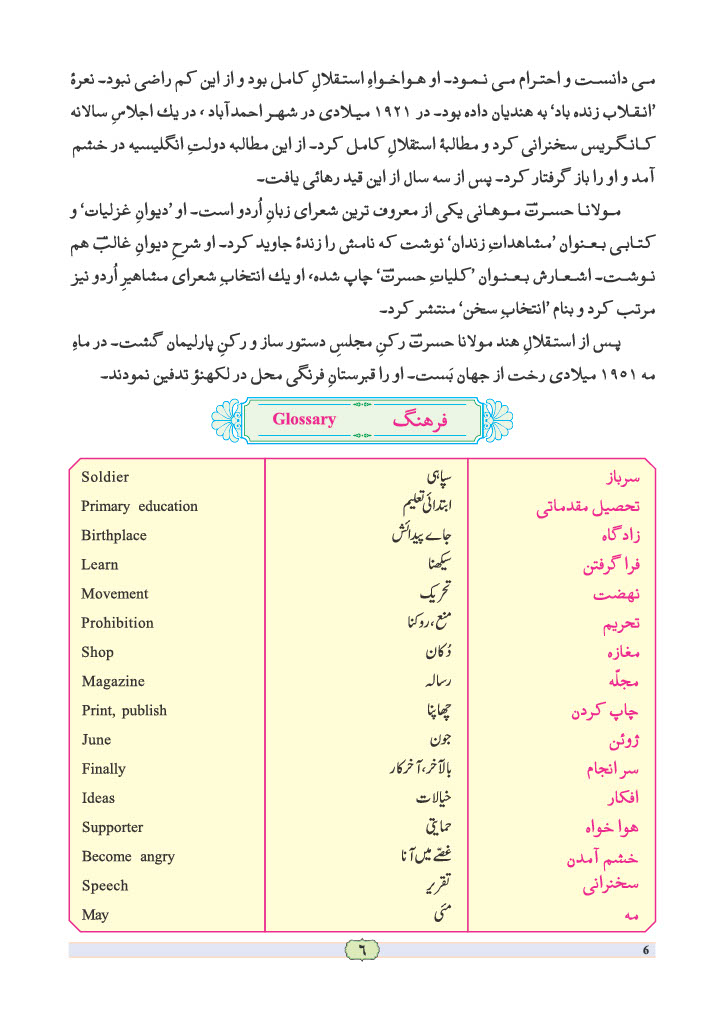 می دانست و احترام می نمود۔ او هواخواهِ استقلالِ کامل بود و از این کم راضی نبود۔ نعرۀ
’انقلاب زنده باد‘ به هندیان داده بود۔ در ۱۹۲۱ میلادی در شهر احمدآباد ، در یك اجلاسِ سالانه
کانگریس سخنرانی کرد و مطالبۀ استقلالِ کامل کرد۔ از این مطالبه دولتِ انگلیسیه در خشم
آمد و او را باز گرفتار کرد۔ پس از سه سال از این قید رهائی یافت۔
مولانا حسرتؔ موهانی یکی از معروف ترین شعرای زبانِ اُردو است۔ او ’دیوانِ غزلیات‘ و
کتابی بعنوان ’مشاهداتِ زندان‘ نوشت که نامش را زندۀ جاوید کرد۔ او شرحِ دیوانِ غالبؔ هم
نوشت۔ اشعارش بعنوان ’کلیاتِ حسرتؔ‘ چاپ شده، او یك انتخابِ شعرای مشاهیرِ اُردو نیز
مرتب کرد و بنام ’انتخابِ سخن‘ منتشر کرد۔
پس از استقلالِ هند مولانا حسرتؔ رکنِ مجلسِ دستور ساز و رکنِ پارلیمان گشت۔ در ماهِ
مه ۱۹۵۱ میلادی رخت از جهان بَست۔ او را قبرستانِ فرنگی محل در لکهنؤ تدفین نمودند۔
فرهنگ Glossary
سرباز سپاہی Soldier
تحصیل مقدماتی ابتدائی تعلیم Primary education
زادگاه جاے پیدائش Birthplace
فرا گرفتن سیکھنا Learn
نهضت تحریک Movement
تحریم منع، روکنا Prohibition
مغازه دُکان Shop
مجلّه رسالہ Magazine
چاپ کردن چھاپنا Print, publish
ژوئن جون June
سر انجام بالآخر، آخرکار Finally
افکار خیالات Ideas
هوا خواه حمایتی Supporter
خشم آمدن غصّے میں آنا Become angry
سخنرانی تقریر Speech
مه مئی May
٦ 6